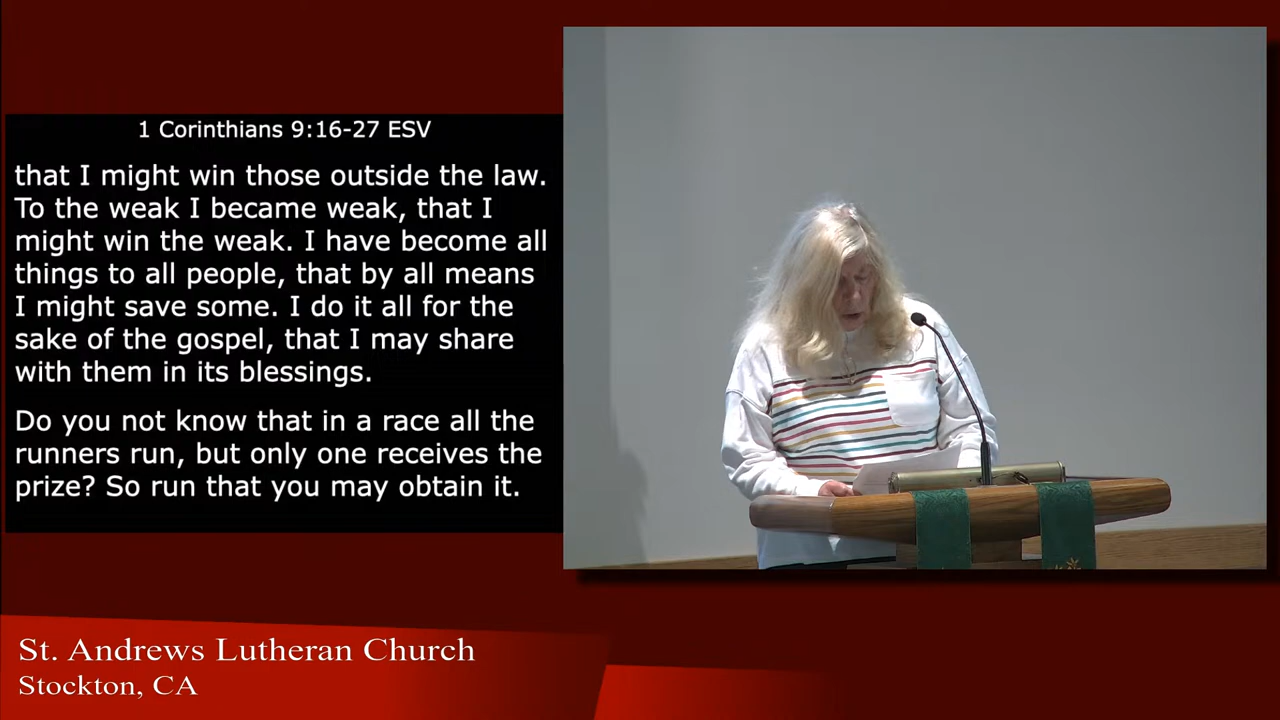 1 Corinthians 9:16-27 ESV
that I might win those outside the law.
To the weak I became weak, that I
might win the weak. I have become all
things to all people, that by all means
I might save some. I do it all for the
sake of the gospel, that I may share
with them in its blessings.
Do you not know that in a race all the
runners run, but only one receives the
prize? So run that you may obtain it.
St. Andrews Lutheran Church
Stockton, CA